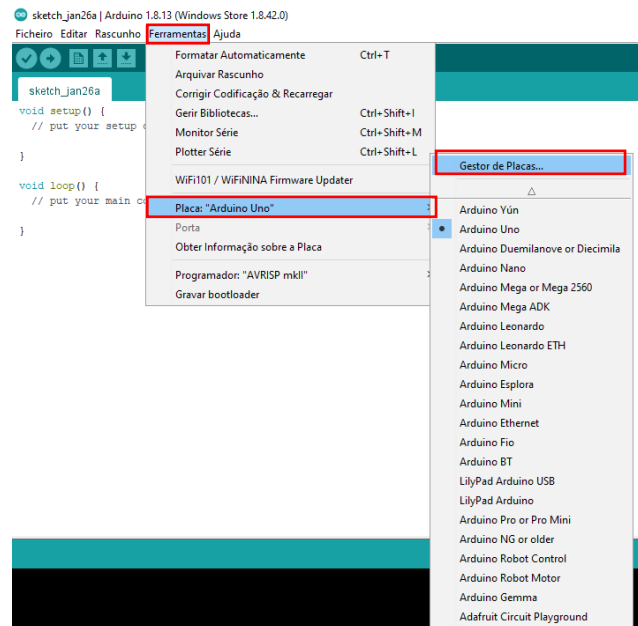 sketch_jan26a | Arduino 1.8.13 (Windows Store 1.8.42.0)
Ficheiro Editar Rascunho Ferramentas Ajuda
sketch_jan26a
void setup() {
// put your setup
}
void loop() {
// put your main
}
Formatar Automaticamente Ctrl+T
Arquivar Rascunho
Corrigir Codificação & Recarregar
Gerir Bibliotecas... Ctrl+Shift+I
Monitor Série Ctrl+Shift+M
Plotter Série Ctrl+Shift+L
WiFi101 / WiFiNINA Firmware Updater
Placa: "Arduino Uno"
Porta
Obter Informação sobre a Placa
Programador: "AVRISP mkII"
Gravar bootloader
Gestor de Placas...
Arduino Yún
Arduino Uno
Arduino Duemilanove or Diecimila
Arduino Nano
Arduino Mega or Mega 2560
Arduino Mega ADK
Arduino Leonardo
Arduino Leonardo ETH
Arduino Micro
Arduino Esplora
Arduino Mini
Arduino Ethernet
Arduino Fio
Arduino BT
LilyPad Arduino USB
LilyPad Arduino
Arduino Pro or Pro Mini
Arduino NG or older
Arduino Robot Control
Arduino Robot Motor
Arduino Gemma
Adafruit Circuit Playground